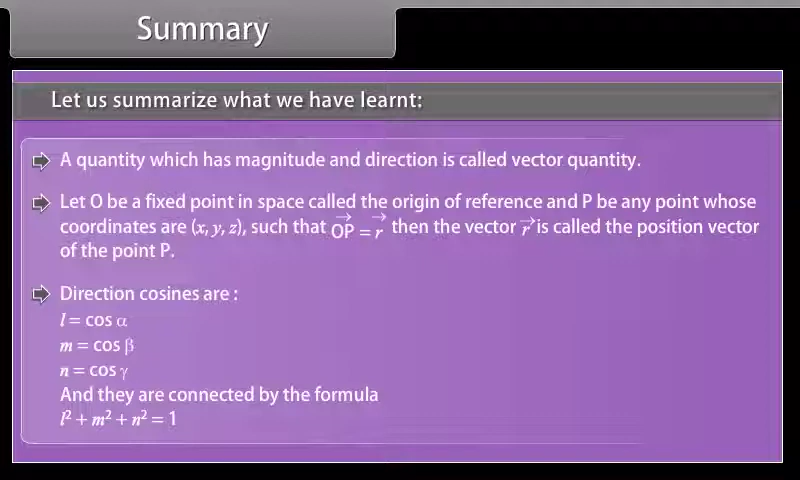 Summary
Let us summarize what we have learnt:
⇒ A quantity which has magnitude and direction is called vector quantity.
⇒ Let O be a fixed point in space called the origin of reference and P be any point whose
coordinates are (x, y, z), such that \(\overrightarrow{OP} = \vec{r}\) then the vector \(\vec{r}\) is called the position vector
of the point P.
⇒ Direction cosines are :
l = cos α
m = cos β
n = cos γ
And they are connected by the formula
l² + m² + n² = 1